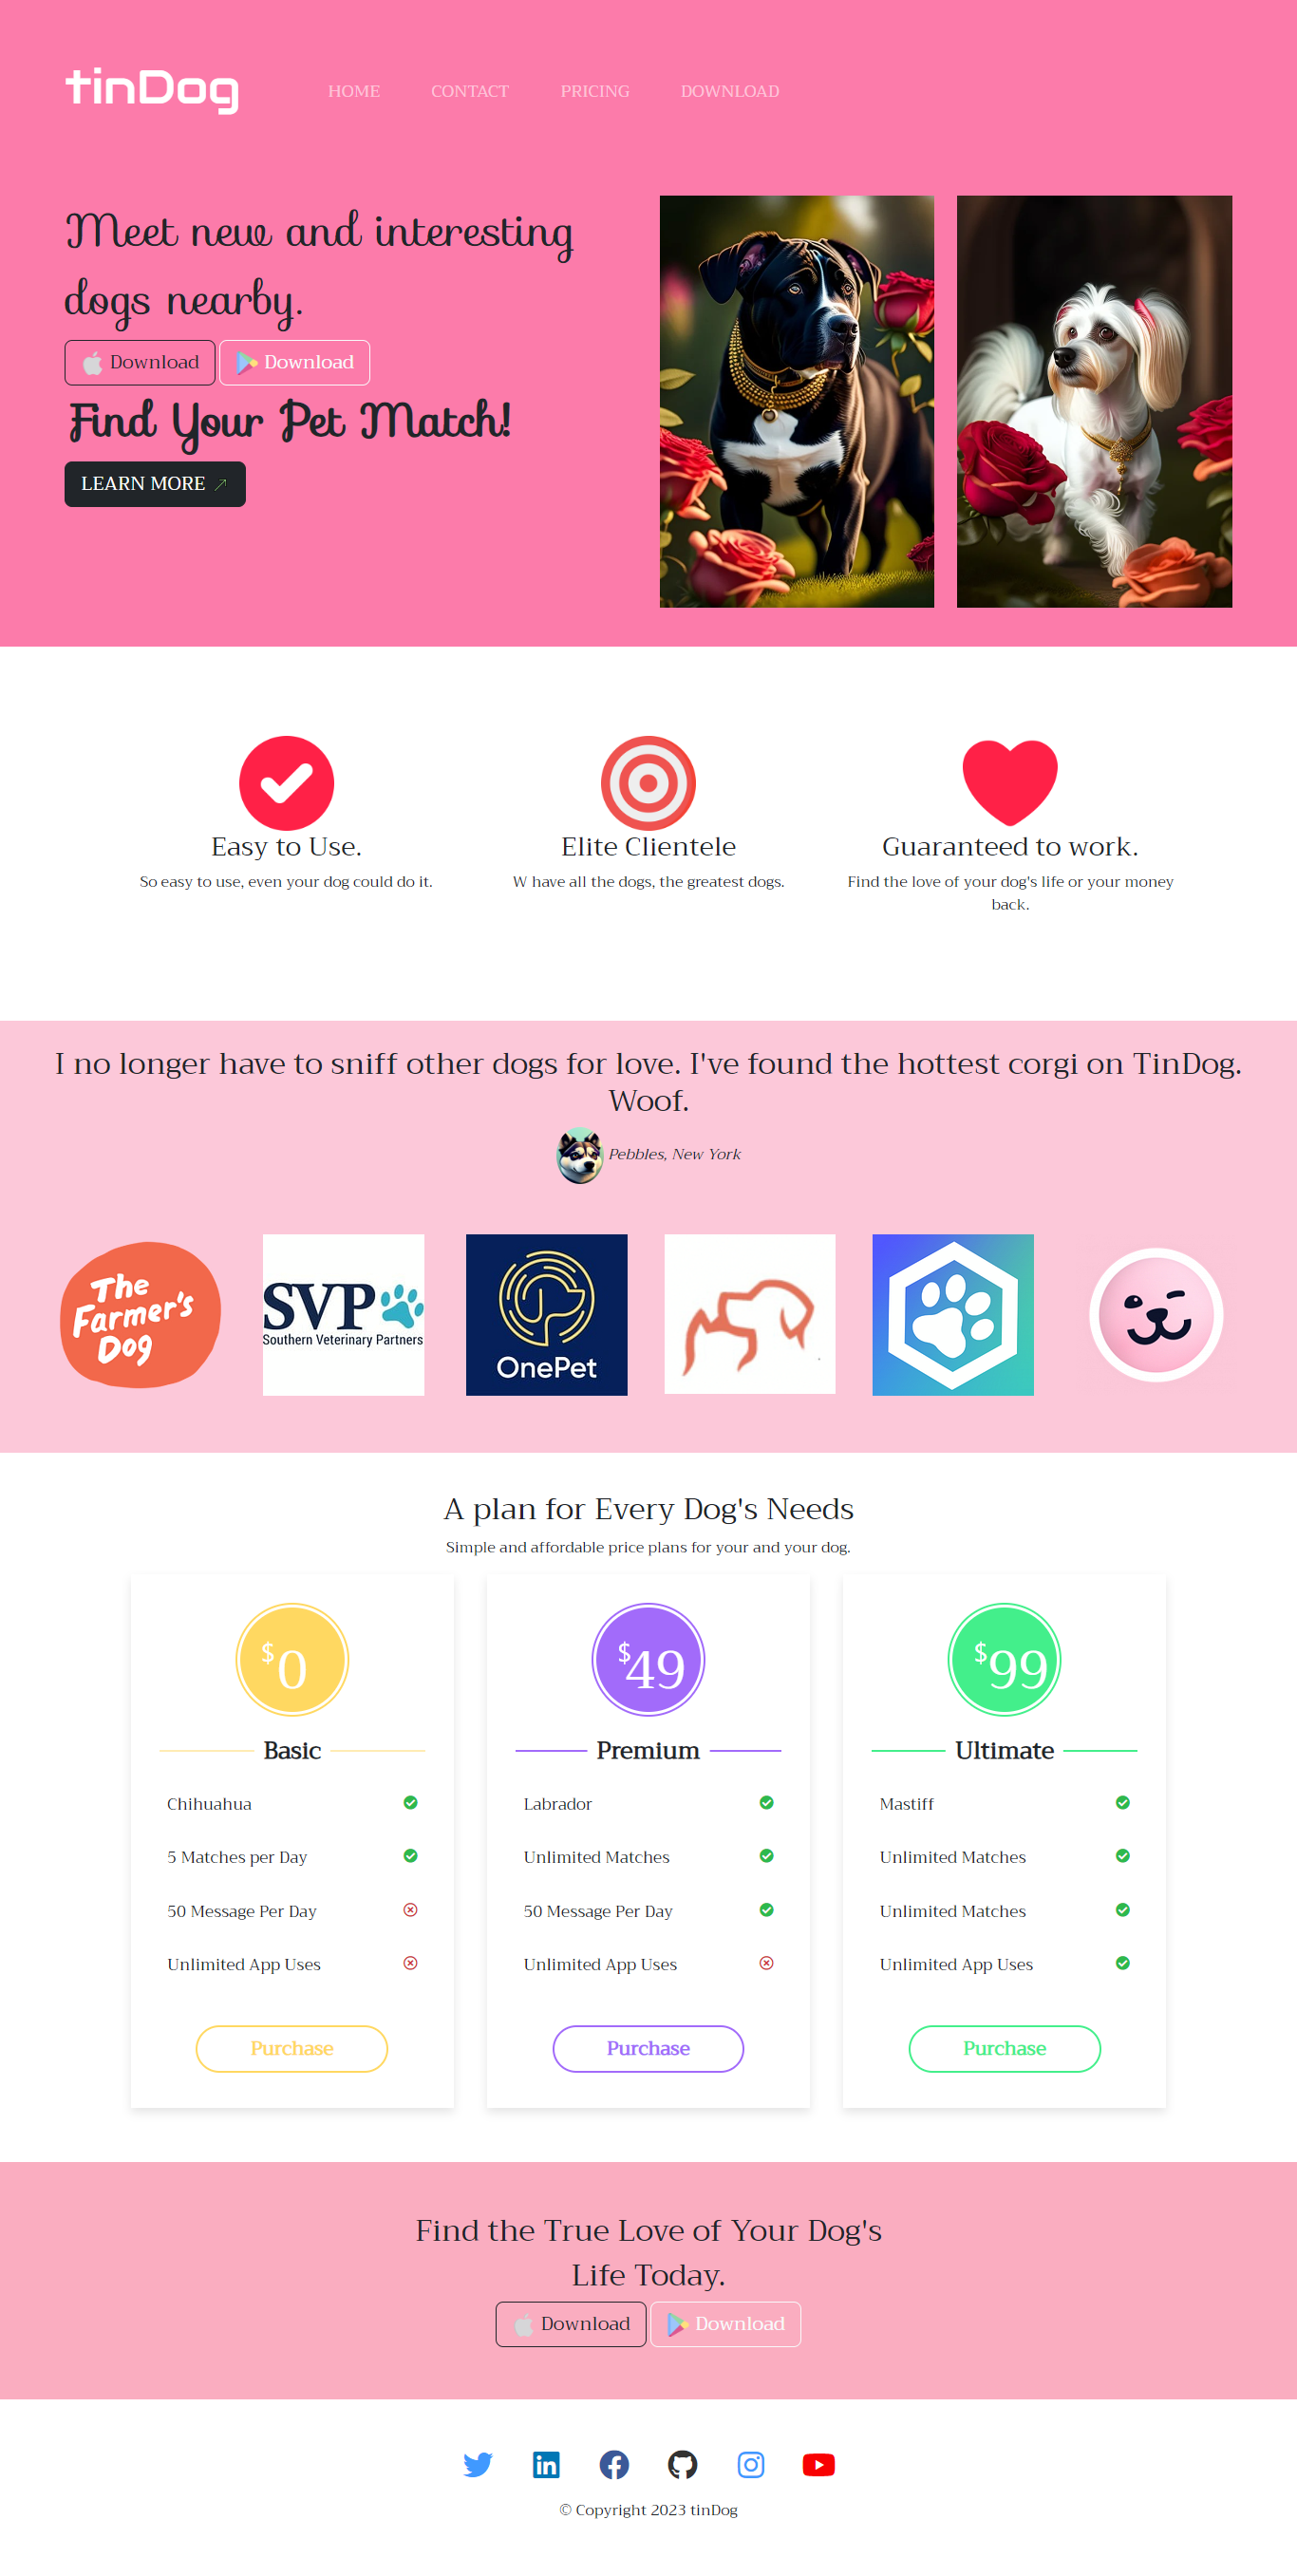 tinDog
HOME CONTACT PRICING DOWNLOAD
Meet new and interesting
dogs nearby.
Download Download
Find Your Pet Match!
LEARN MORE
Easy to Use.
So easy to use, even your dog could do it.
Elite Clientele
W have all the dogs, the greatest dogs.
Guaranteed to work.
Find the love of your dog's life or your money
back.
I no longer have to sniff other dogs for love. I've found the hottest corgi on TinDog.
Woof.
Pebbles, New York
The
Farmer's
Dog
SVP
Southern Veterinary Partners
OnePet
A plan for Every Dog's Needs
Simple and affordable price plans for your and your dog.
$0
Basic
Chihuahua
5 Matches per Day
50 Message Per Day
Unlimited App Uses
Purchase
$49
Premium
Labrador
Unlimited Matches
50 Message Per Day
Unlimited App Uses
Purchase
$99
Ultimate
Mastiff
Unlimited Matches
Unlimited Matches
Unlimited App Uses
Purchase
Find the True Love of Your Dog's
Life Today.
Download Download
© Copyright 2023 tinDog